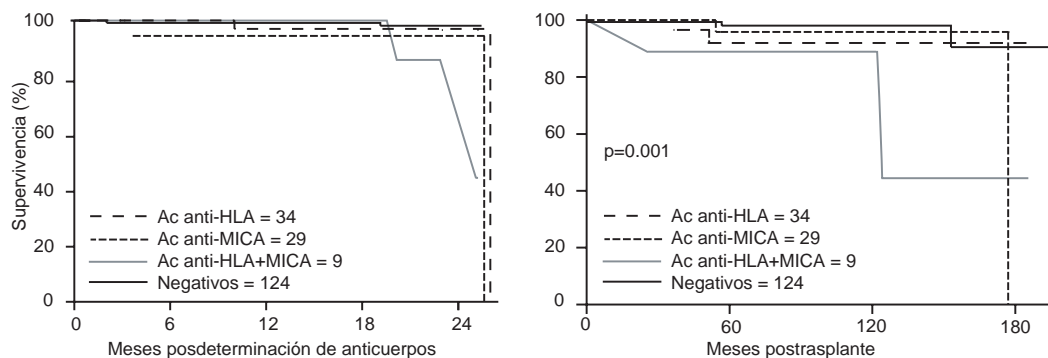 Supervivencia (%)
100
80
60
40
20
0
Ac anti-HLA = 34
Ac anti-MICA = 29
Ac anti-HLA+MICA = 9
Negativos = 124
0 6 12 18 24
Meses posdeterminación de anticuerpos
100
80
60
40
20
0
p=0.001
Ac anti-HLA = 34
Ac anti-MICA = 29
Ac anti-HLA+MICA = 9
Negativos = 124
0 60 120 180
Meses postrasplante